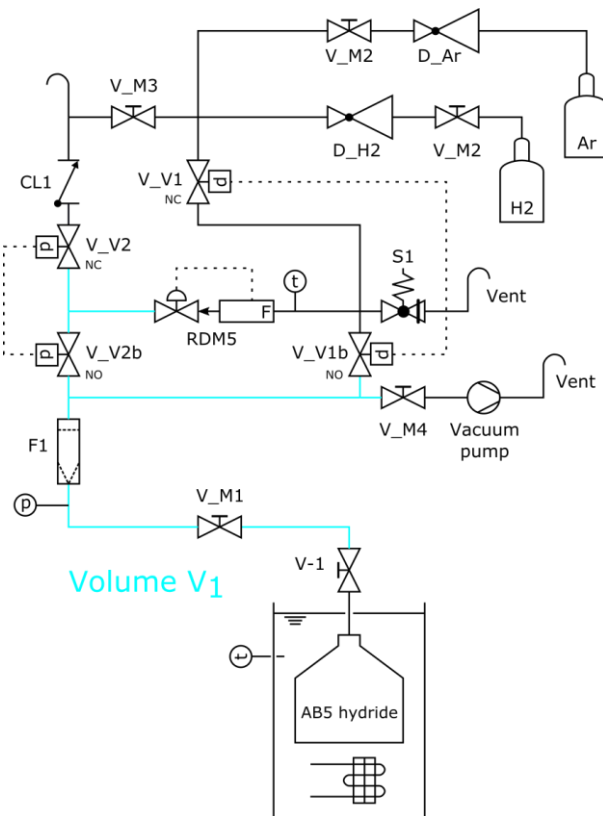 V_M2
D_Ar
Ar
V_M3
D_H2
V_M2
H2
CL1
V_V1
NC
d
p
V_V2
NC
S1
t
F
RDM5
Vent
p
V_V2b
NO
V_V1b
NO
d
V_M4
Vacuum
pump
Vent
F1
p
V_M1
Volume V1
V-1
t
AB5 hydride